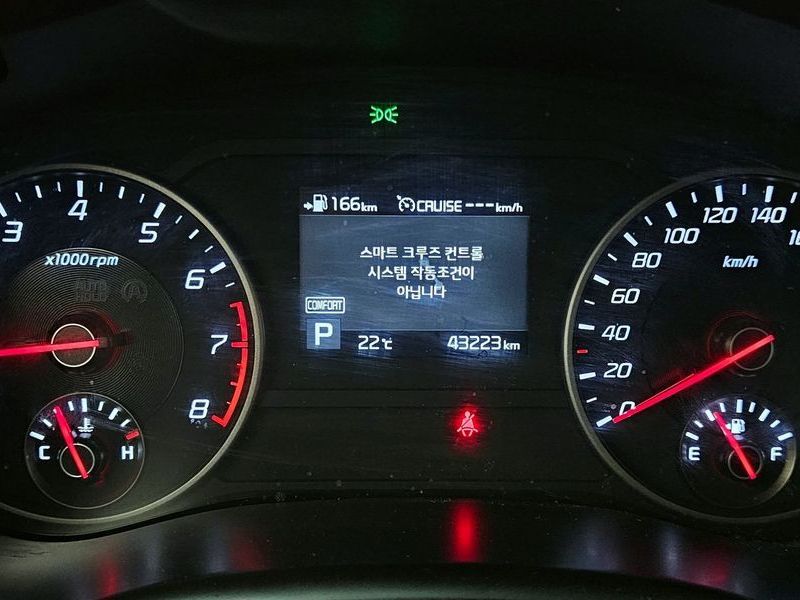 166km CRUISE ---km/h
스마트 크루즈 컨트롤
시스템 작동조건이
아닙니다
COMFORT
P 22℃ 43223km
3 4 5 6 7 8
x1000rpm
AUTO HOLD A
C H
0 20 40 60 80 100 120 140
km/h
E F